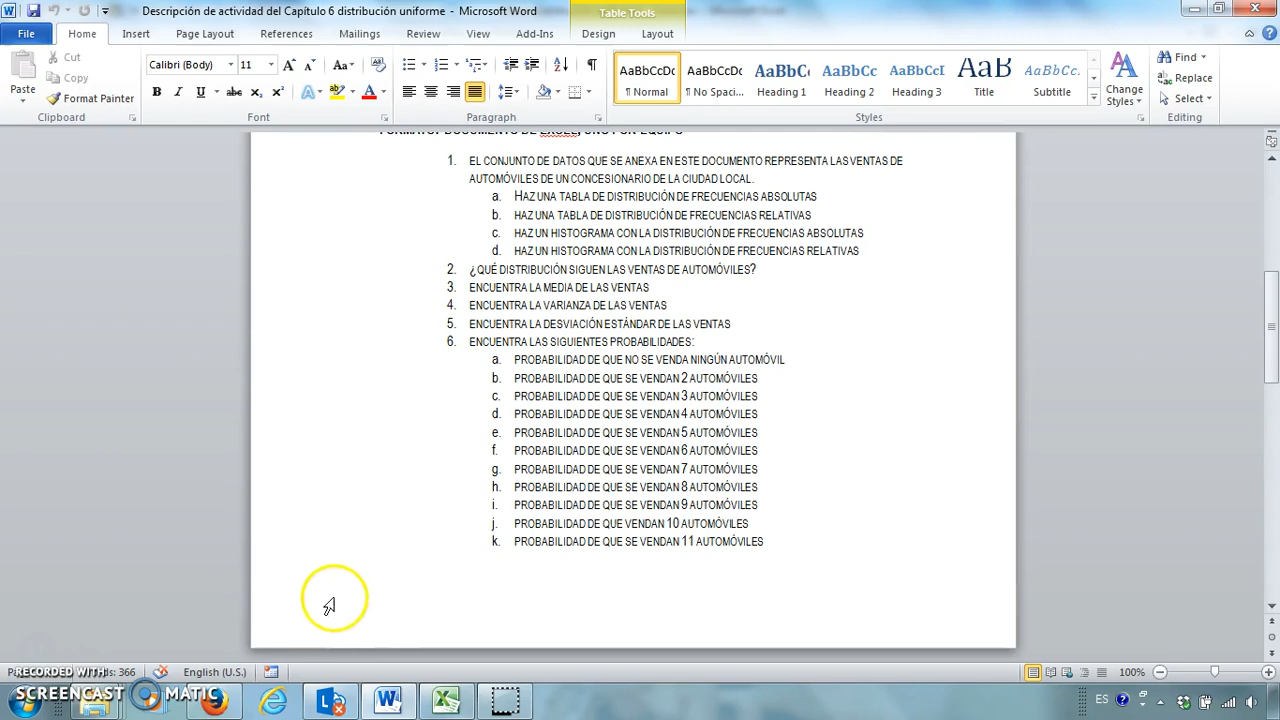 Descripción de actividad del Capítulo 6 distribución uniforme - Microsoft Word
Table Tools
File Home Insert Page Layout References Mailings Review View Add-Ins Design Layout
Cut
Copy
Format Painter
Paste
Clipboard
Calibri (Body) 11
Font
Paragraph
AaBbCcDc AaBbCcDc AaBbCc AaBbCc AaBbCcI AaB AaBbCc.
¶ Normal ¶ No Spaci... Heading 1 Heading 2 Heading 3 Title Subtitle
Change Styles
Styles
Find
Replace
Select
Editing
1. EL CONJUNTO DE DATOS QUE SE ANEXA EN ESTE DOCUMENTO REPRESENTA LAS VENTAS DE
AUTOMÓVILES DE UN CONCESIONARIO DE LA CIUDAD LOCAL.
a. HAZ UNA TABLA DE DISTRIBUCIÓN DE FRECUENCIAS ABSOLUTAS
b. HAZ UNA TABLA DE DISTRIBUCIÓN DE FRECUENCIAS RELATIVAS
c. HAZ UN HISTOGRAMA CON LA DISTRIBUCIÓN DE FRECUENCIAS ABSOLUTAS
d. HAZ UN HISTOGRAMA CON LA DISTRIBUCIÓN DE FRECUENCIAS RELATIVAS
2. ¿QUÉ DISTRIBUCIÓN SIGUEN LAS VENTAS DE AUTOMÓVILES?
3. ENCUENTRA LA MEDIA DE LAS VENTAS
4. ENCUENTRA LA VARIANZA DE LAS VENTAS
5. ENCUENTRA LA DESVIACIÓN ESTÁNDAR DE LAS VENTAS
6. ENCUENTRA LAS SIGUIENTES PROBABILIDADES:
a. PROBABILIDAD DE QUE NO SE VENDA NINGÚN AUTOMÓVIL
b. PROBABILIDAD DE QUE SE VENDAN 2 AUTOMÓVILES
c. PROBABILIDAD DE QUE SE VENDAN 3 AUTOMÓVILES
d. PROBABILIDAD DE QUE SE VENDAN 4 AUTOMÓVILES
e. PROBABILIDAD DE QUE SE VENDAN 5 AUTOMÓVILES
f. PROBABILIDAD DE QUE SE VENDAN 6 AUTOMÓVILES
g. PROBABILIDAD DE QUE SE VENDAN 7 AUTOMÓVILES
h. PROBABILIDAD DE QUE SE VENDAN 8 AUTOMÓVILES
i. PROBABILIDAD DE QUE SE VENDAN 9 AUTOMÓVILES
j. PROBABILIDAD DE QUE VENDAN 10 AUTOMÓVILES
k. PROBABILIDAD DE QUE SE VENDAN 11 AUTOMÓVILES
366 English (U.S.) 100%
RECORDED WITH
SCREENCAST MATIC
ES